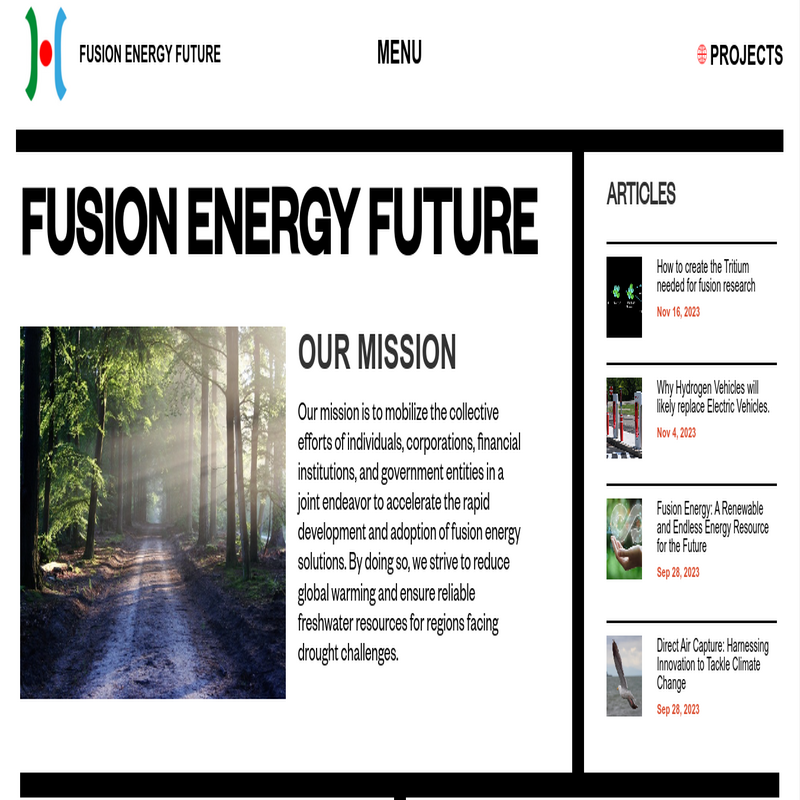 FUSION ENERGY FUTURE
MENU
PROJECTS
FUSION ENERGY FUTURE
OUR MISSION
Our mission is to mobilize the collective
efforts of individuals, corporations, financial
institutions, and government entities in a
joint endeavor to accelerate the rapid
development and adoption of fusion energy
solutions. By doing so, we strive to reduce
global warming and ensure reliable
freshwater resources for regions facing
drought challenges.
ARTICLES
How to create the Tritium
needed for fusion research
Nov 16, 2023
Why Hydrogen Vehicles will
likely replace Electric Vehicles.
Nov 4, 2023
Fusion Energy: A Renewable
and Endless Energy Resource
for the Future
Sep 28, 2023
Direct Air Capture: Harnessing
Innovation to Tackle Climate
Change
Sep 28, 2023